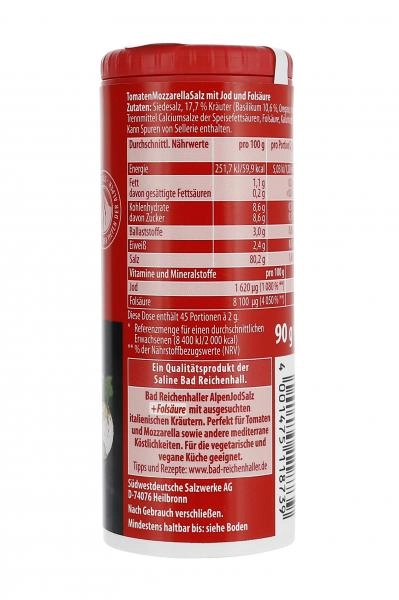 TomatenMozzarellaSalz mit Jod und Folsäure
Zutaten: Siedesalz, 17,7 % Kräuter (Basilikum 10,6 %,
Trennmittel Calciumsalze der Speisefettsäuren, Folsäure,
Kann Spuren von Sellerie enthalten.
Durchschnittl. Nährwerte pro 100 g pro Portion
Energie 251,7 kJ/59,9 kcal
Fett 1,1 g
davon gesättigte Fettsäuren 0,2 g
Kohlenhydrate 8,6 g
davon Zucker 8,6 g
Ballaststoffe 3,0 g
Eiweiß 2,4 g
Salz 80,2 g
Vitamine und Mineralstoffe pro 100 g
Jod 1 620 µg (1 080 % **)
Folsäure 8 100 µg (4 050 % **)
Diese Dose enthält 45 Portionen à 2 g.
* Referenzmenge für einen durchschnittlichen
Erwachsenen (8 400 kJ/2 000 kcal)
** % der Nährstoffbezugswerte (NRV)
90 g
Ein Qualitätsprodukt der
Saline Bad Reichenhall.
Bad Reichenhaller AlpenJodSalz
+Folsäure mit ausgesuchten
italienischen Kräutern. Perfekt für Tomaten
und Mozzarella sowie andere mediterrane
Köstlichkeiten. Für die vegetarische und
vegane Küche geeignet.
Tipps und Rezepte: www.bad-reichenhaller.de
Südwestdeutsche Salzwerke AG
D-74076 Heilbronn
Nach Gebrauch verschließen.
Mindestens haltbar bis: siehe Boden
4001475118739